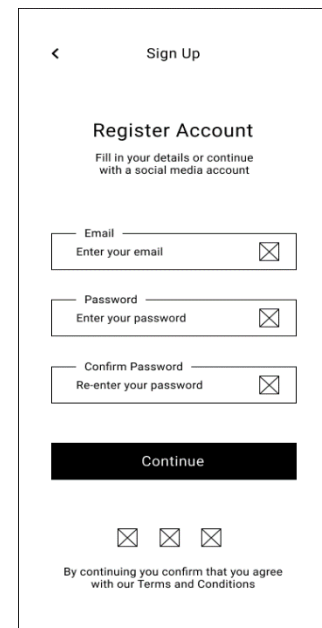 Sign Up
Register Account
Fill in your details or continue
with a social media account
Email
Enter your email
Password
Enter your password
Confirm Password
Re-enter your password
Continue
By continuing you confirm that you agree
with our Terms and Conditions